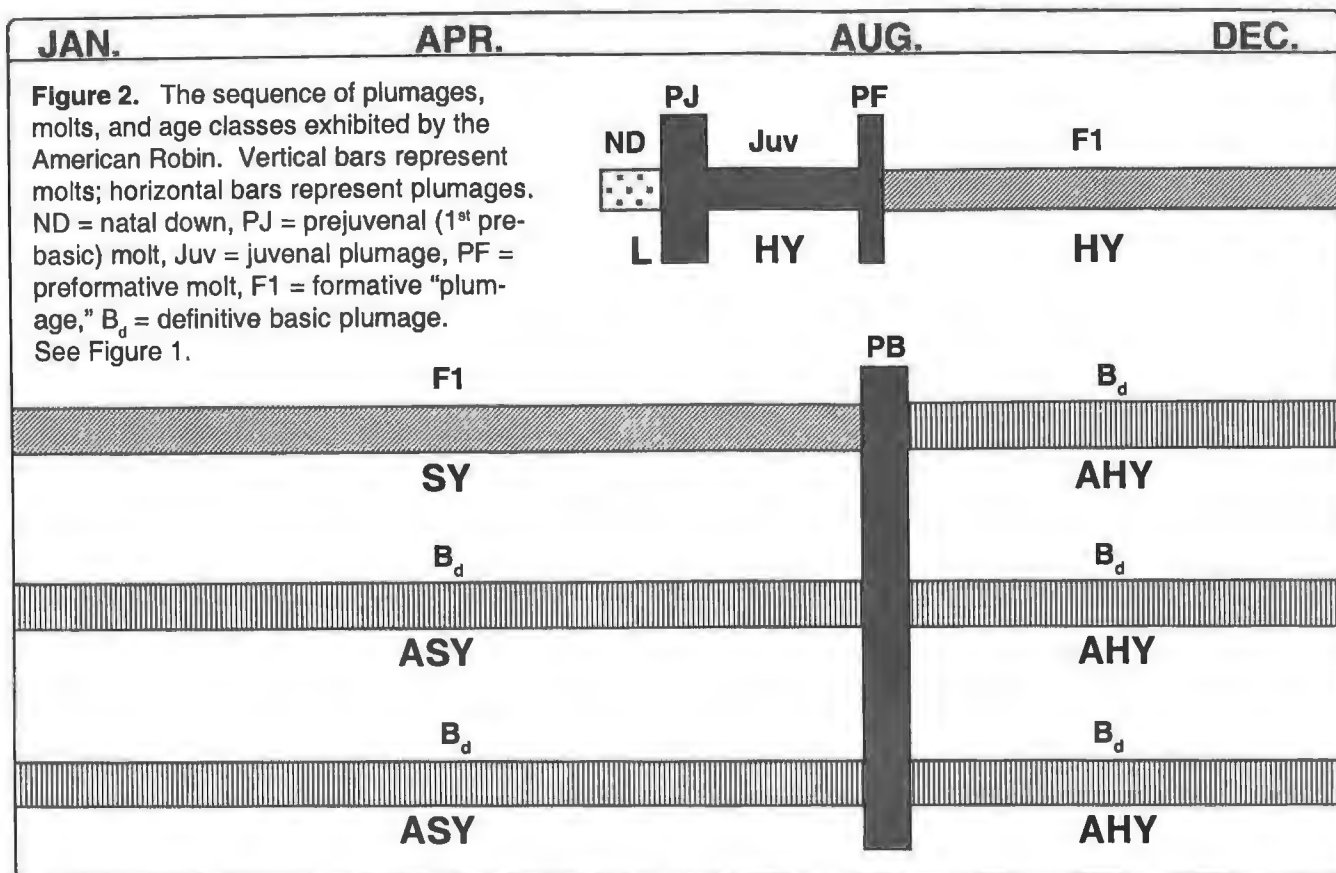 JAN. APR. AUG. DEC.
Figure 2. The sequence of plumages,
molts, and age classes exhibited by the
American Robin. Vertical bars represent
molts; horizontal bars represent plumages.
ND = natal down, PJ = prejuvenal (1st pre-
basic) molt, Juv = juvenal plumage, PF =
preformative molt, F1 = formative "plum-
age," Bd = definitive basic plumage.
See Figure 1.
PJ PF
ND Juv F1
L HY HY
PB
F1 Bd
SY AHY
Bd Bd
ASY AHY
Bd Bd
ASY AHY